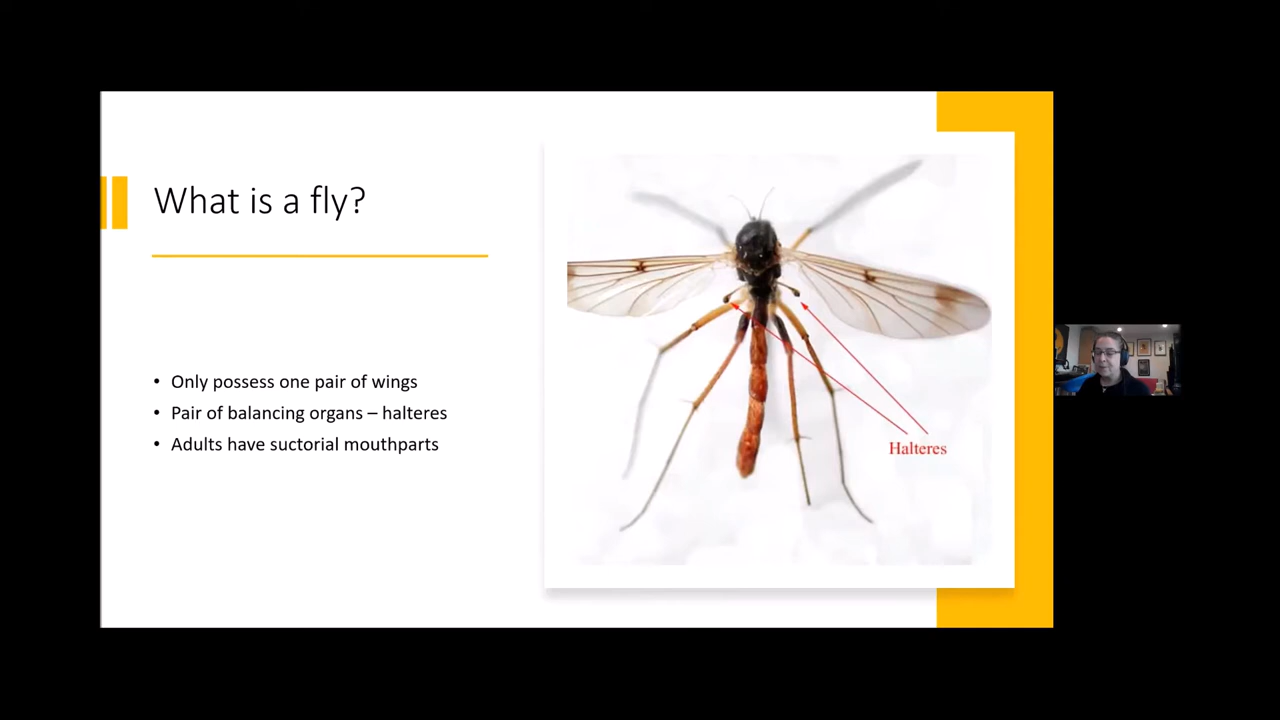 What is a fly?
• Only possess one pair of wings
• Pair of balancing organs – halteres
• Adults have suctorial mouthparts
Halteres